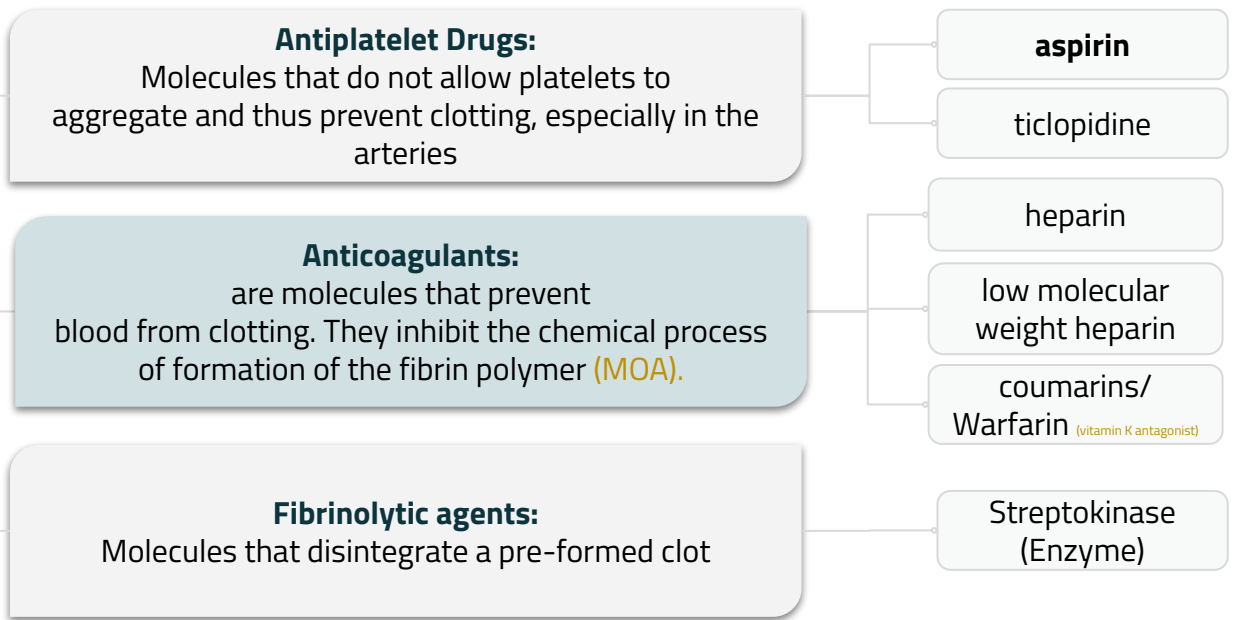 Antiplatelet Drugs:
Molecules that do not allow platelets to
aggregate and thus prevent clotting, especially in the
arteries
aspirin
ticlopidine
Anticoagulants:
are molecules that prevent
blood from clotting. They inhibit the chemical process
of formation of the fibrin polymer (MOA).
heparin
low molecular
weight heparin
coumarins/
Warfarin (vitamin K antagonist)
Fibrinolytic agents:
Molecules that disintegrate a pre-formed clot
Streptokinase
(Enzyme)